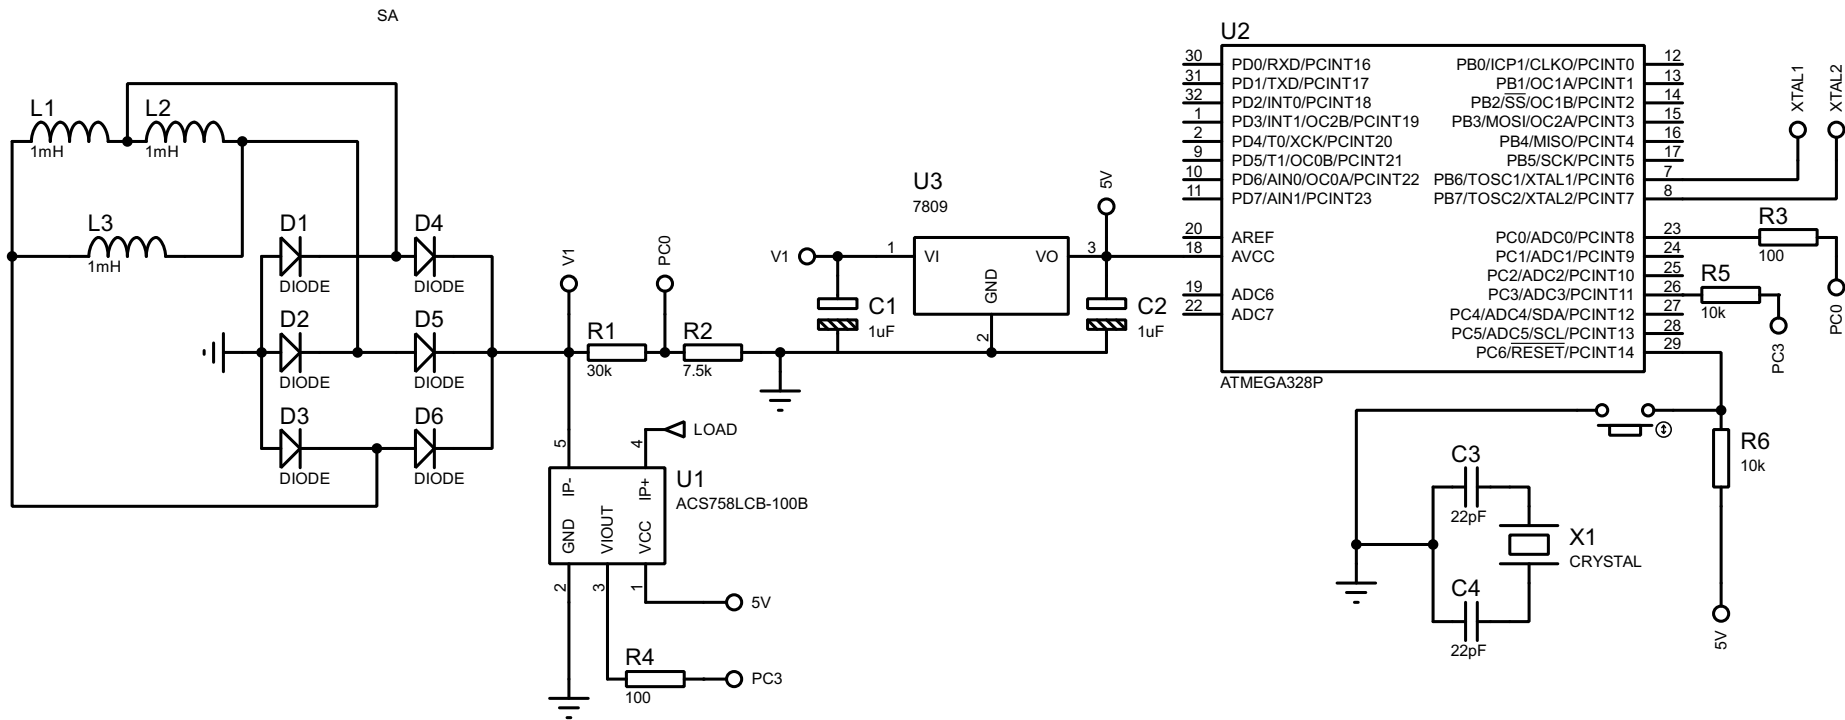 SA
L1
1mH
L2
1mH
L3
1mH
D1
DIODE
D4
DIODE
D2
DIODE
D5
DIODE
D3
DIODE
D6
DIODE
V1
PC0
R1
30k
R2
7.5k
LOAD
5
4
IP-
IP+
GND
VIOUT
VCC
2
3
1
U1
ACS758LCB-100B
5V
R4
100
PC3
U3
7809
V1
1
VI
VO
3
GND
2
5V
C1
1uF
C2
1uF
U2
30 PD0/RXD/PCINT16
31 PD1/TXD/PCINT17
32 PD2/INT0/PCINT18
1 PD3/INT1/OC2B/PCINT19
2 PD4/T0/XCK/PCINT20
9 PD5/T1/OC0B/PCINT21
10 PD6/AIN0/OC0A/PCINT22
11 PD7/AIN1/PCINT23
20 AREF
18 AVCC
19 ADC6
22 ADC7
PB0/ICP1/CLKO/PCINT0 12
PB1/OC1A/PCINT1 13
PB2/SS/OC1B/PCINT2 14
PB3/MOSI/OC2A/PCINT3 15
PB4/MISO/PCINT4 16
PB5/SCK/PCINT5 17
PB6/TOSC1/XTAL1/PCINT6 7
PB7/TOSC2/XTAL2/PCINT7 8
PC0/ADC0/PCINT8 23
PC1/ADC1/PCINT9 24
PC2/ADC2/PCINT10 25
PC3/ADC3/PCINT11 26
PC4/ADC4/SDA/PCINT12 27
PC5/ADC5/SCL/PCINT13 28
PC6/RESET/PCINT14 29
ATMEGA328P
XTAL1
XTAL2
R3
100
R5
10k
PC3
PC0
R6
10k
5V
C3
22pF
X1
CRYSTAL
C4
22pF